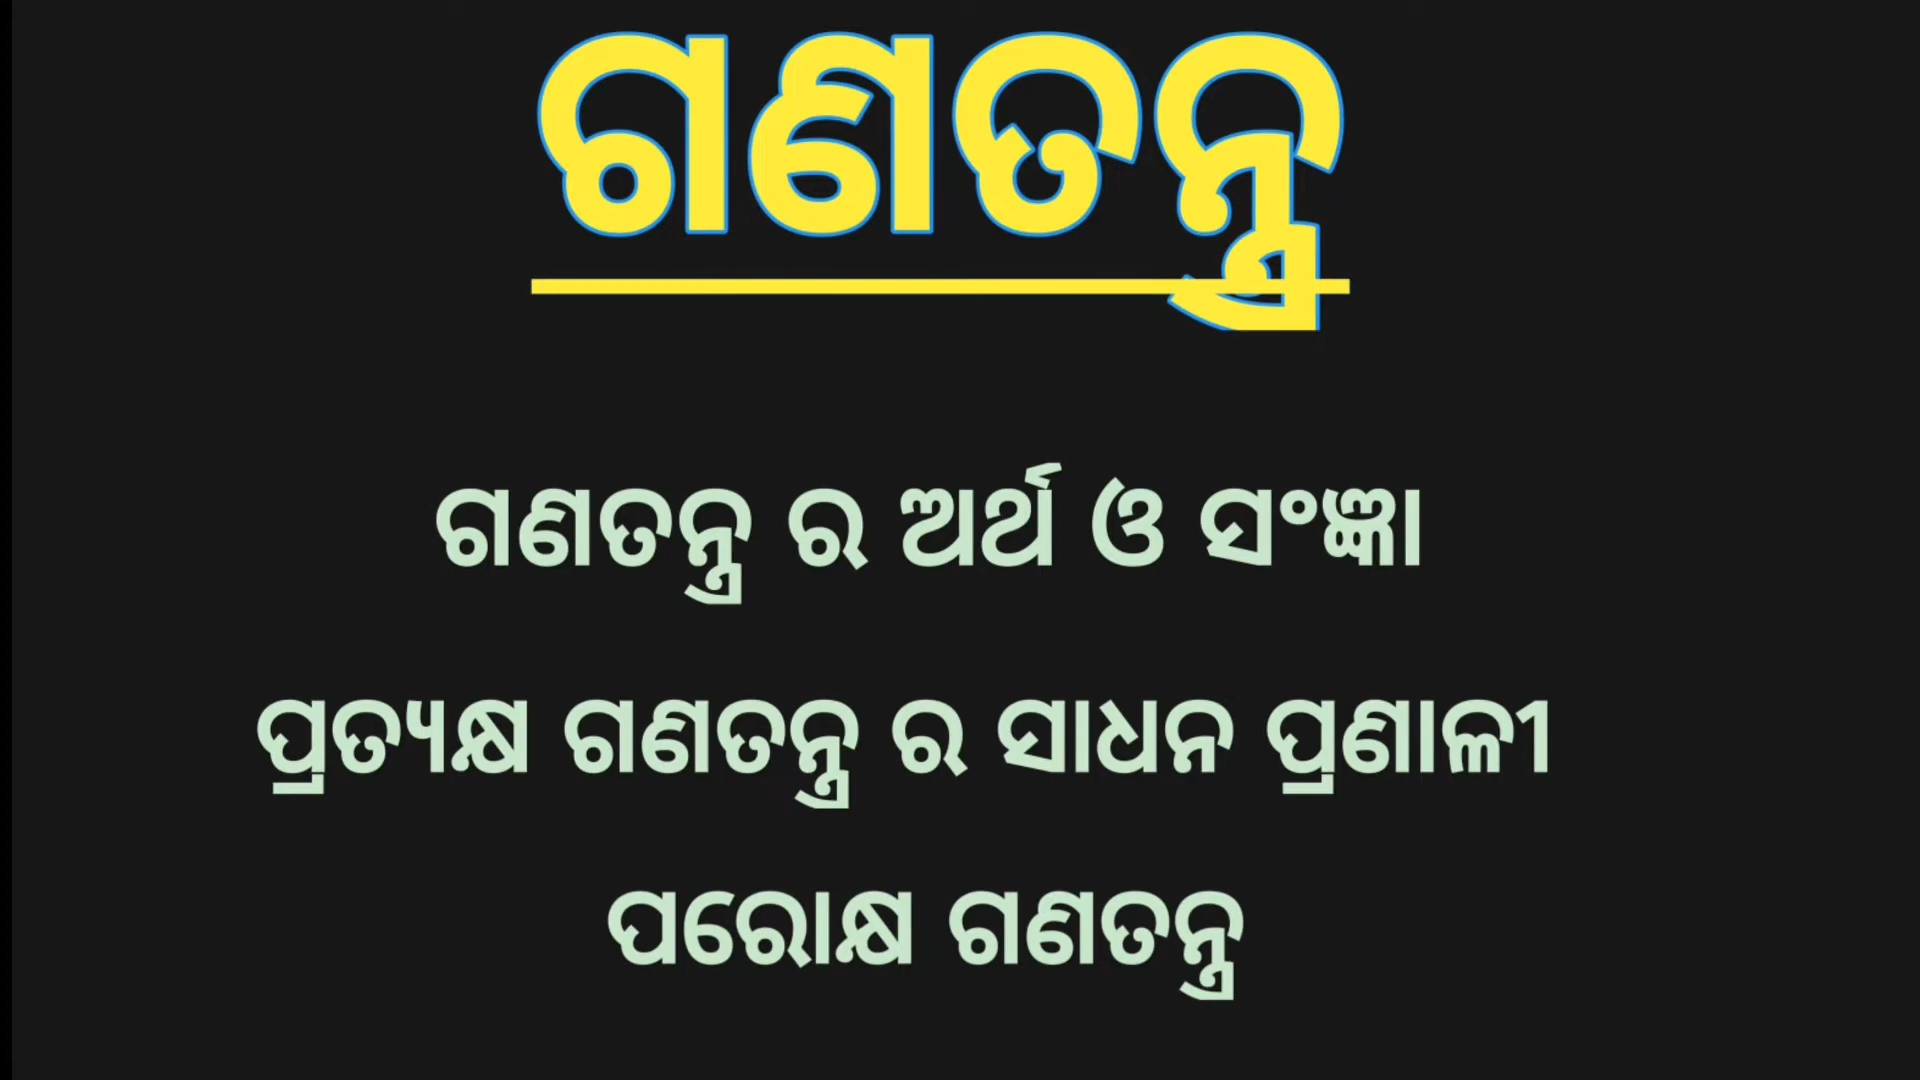 ଗଣତନ୍ତ୍ର
ଗଣତନ୍ତ୍ର ର ଅର୍ଥ ଓ ସଂଜ୍ଞା
ପ୍ରତ୍ୟକ୍ଷ ଗଣତନ୍ତ୍ର ର ସାଧନ ପ୍ରଣାଳୀ
ପରୋକ୍ଷ ଗଣତନ୍ତ୍ର